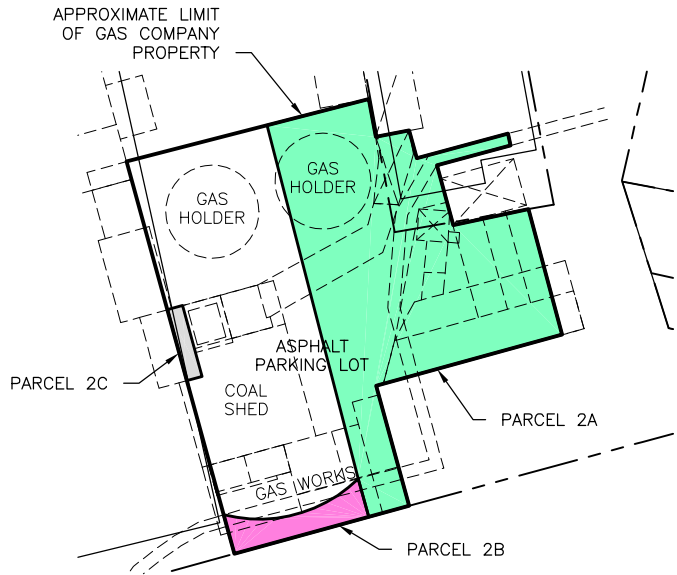 APPROXIMATE LIMIT
OF GAS COMPANY
PROPERTY
GAS
HOLDER
GAS
HOLDER
ASPHALT
PARKING LOT
PARCEL 2C
COAL
SHED
PARCEL 2A
GAS WORKS
PARCEL 2B